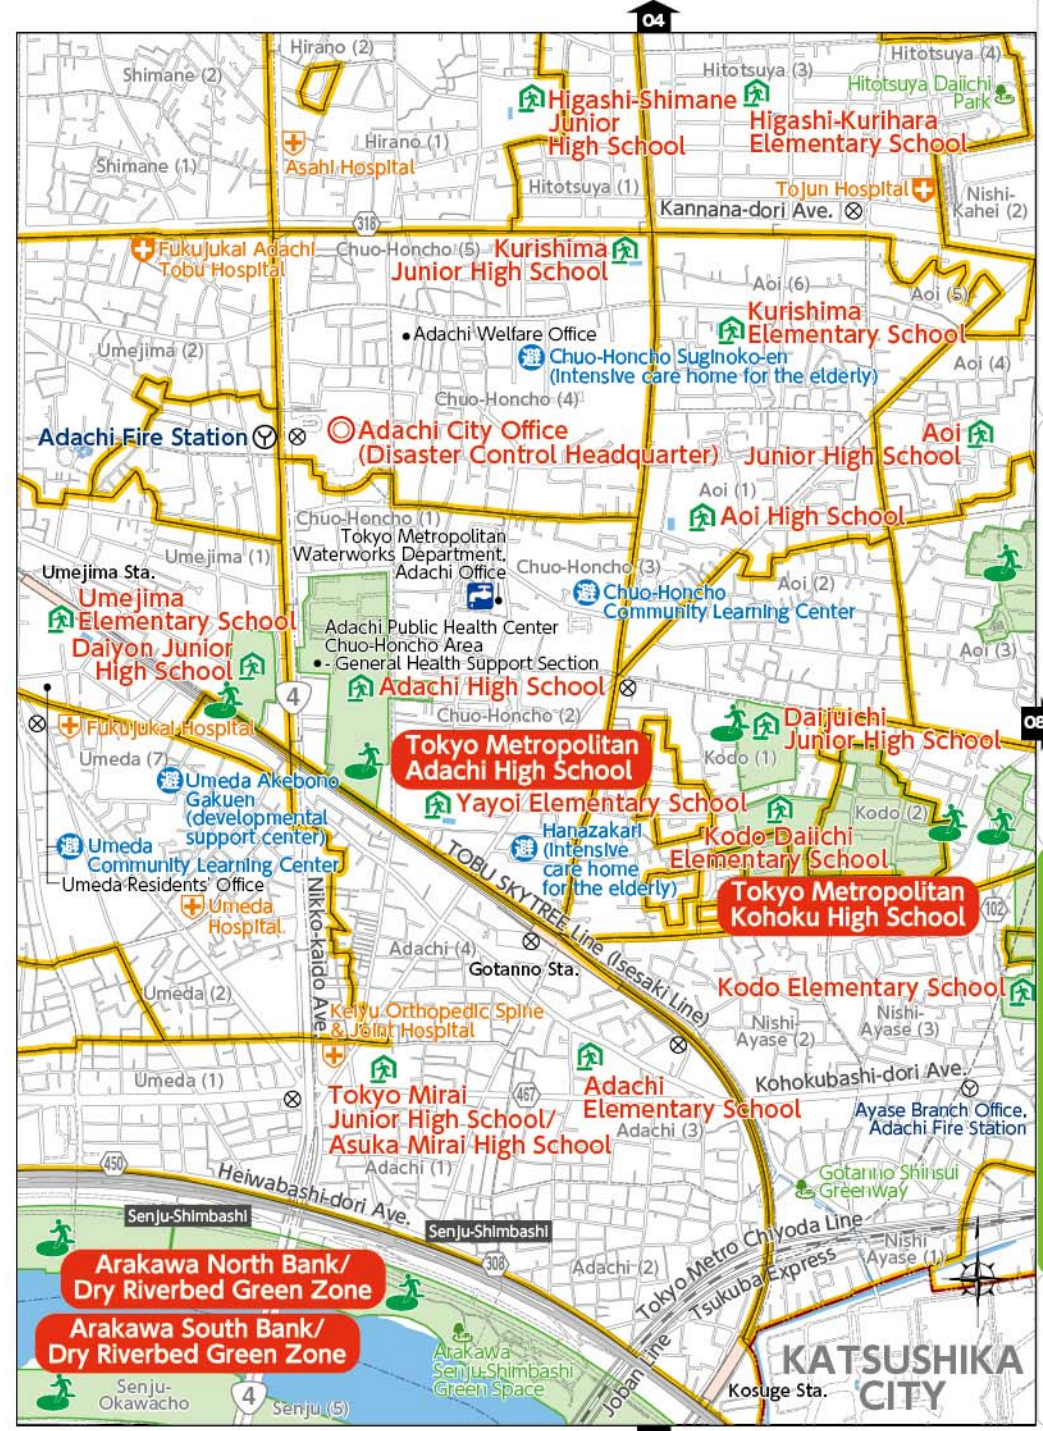 04
Hirano (2)
Shimane (2)
Hitotsuya (4)
Hitotsuya (3)
Hitotsuya Daiichi
Park
Higashi-Shimane
Junior
High School
Higashi-Kurihara
Elementary School
Hirano (1)
Asahi Hospital
Shimane (1)
Hitotsuya (1)
Tojun Hospital
Nishi-
Kahei (2)
Kannana-dori Ave.
318
Fukujukai Adachi
Tobu Hospital
Chuo-Honcho (5)
Kurishima
Junior High School
Aoi (6)
Aoi (5)
Kurishima
Elementary School
Adachi Welfare Office
Umejima (2)
避 Chuo-Honcho Suginoko-en
(Intensive care home for the elderly)
Aoi (4)
Chuo-Honcho (4)
Adachi Fire Station
Adachi City Office
(Disaster Control Headquarter)
Aoi
Junior High School
Aoi (1)
Aoi High School
Chuo-Honcho (1)
Tokyo Metropolitan
Waterworks Department,
Adachi Office
Umejima (1)
Chuo-Honcho (3)
Umejima Sta.
Aoi (2)
避 Chuo-Honcho
Community Learning Center
Umejima
Elementary School
Adachi Public Health Center
Chuo-Honcho Area
- General Health Support Section
Daiyon Junior
High School
Aoi (3)
Adachi High School
4
Chuo-Honcho (2)
08
Fukujukai Hospital
Daijuichi
Junior High School
Tokyo Metropolitan
Adachi High School
Umeda (7)
Kodo (1)
避 Umeda Akebono
Gakuen
(developmental
support center)
Yayoi Elementary School
Kodo (2)
避 Hanazakari
(Intensive
care home
for the elderly)
Kodo Daiichi
Elementary School
避 Umeda
Community Learning Center
Umeda Residents' Office
Tokyo Metropolitan
Kohoku High School
102
Umeda
Hospital
Nikko-kaido Ave.
TOBU SKYTREE Line (Isesaki Line)
Adachi (4)
Gotanno Sta.
Kodo Elementary School
Umeda (2)
Keiyu Orthopedic Spine
& Joint Hospital
Nishi-
Ayase (2)
Nishi-
Ayase (3)
Umeda (1)
Tokyo Mirai
Junior High School/
Asuka Mirai High School
467
Adachi
Elementary School
Kohokubashi-dori Ave.
Ayase Branch Office,
Adachi Fire Station
Adachi (3)
Adachi (1)
450
Heiwabashi-dori Ave.
Gotanno Shinsui
Greenway
Senju-Shimbashi
Senju-Shimbashi
Tokyo Metro Chiyoda Line
Tsukuba Express
Nishi
Ayase (1)
308
Adachi (2)
Arakawa North Bank/
Dry Riverbed Green Zone
Arakawa South Bank/
Dry Riverbed Green Zone
Arakawa
Senju-Shimbashi
Green Space
Joban Line
KATSUSHIKA
CITY
Kosuge Sta.
Senju-
Okawacho
4
Senju (5)